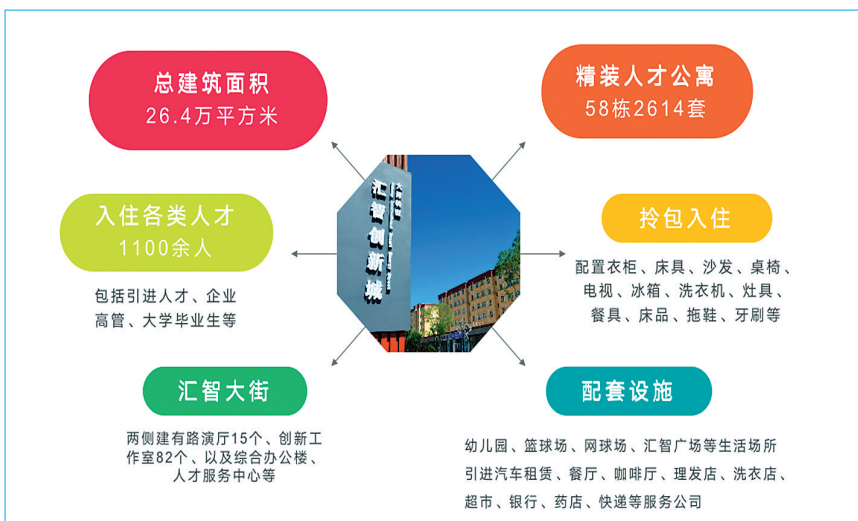 总建筑面积
26.4万平方米
精装人才公寓
58栋2614套
入住各类人才
1100余人
包括引进人才、企业
高管、大学毕业生等
汇智创新城
拎包入住
配置衣柜、床具、沙发、桌椅、
电视、冰箱、洗衣机、灶具、
餐具、床品、拖鞋、牙刷等
汇智大街
两侧建有路演厅15个、创新工
作室82个、以及综合办公楼、
人才服务中心等
配套设施
幼儿园、篮球场、网球场、汇智广场等生活场所
引进汽车租赁、餐厅、咖啡厅、理发店、洗衣店、
超市、银行、药店、快递等服务公司